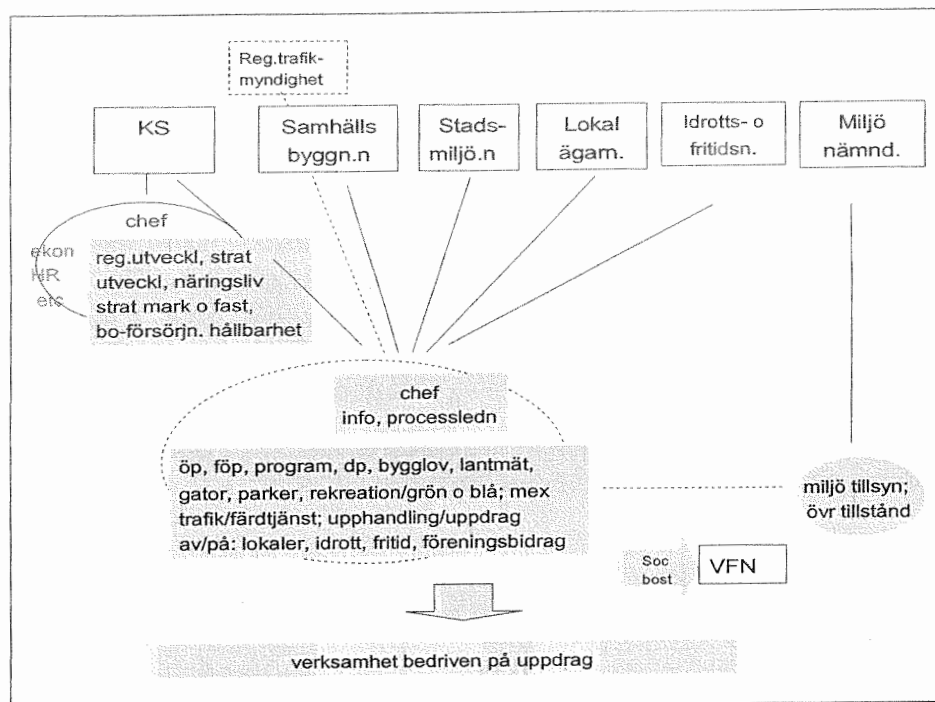 Reg.trafik-
myndighet
KS
Samhälls
byggn.n
Stads-
miljö.n
Lokal
ägarn.
Idrotts- o
fritidsn.
Miljö
nämnd.
chef
ekon
HR
etc
reg.utveckl, strat
utveckl, näringsliv
strat mark o fast,
bo-försörjn. hållbarhet
chef
info, processledn
öp, föp, program, dp, bygglov, lantmät,
gator, parker, rekreation/grön o blå; mex
trafik/färdtjänst; upphandling/uppdrag
av/på: lokaler, idrott, fritid, föreningsbidrag
miljö tillsyn;
övr tillstånd
Soc
bost
VFN
verksamhet bedriven på uppdrag